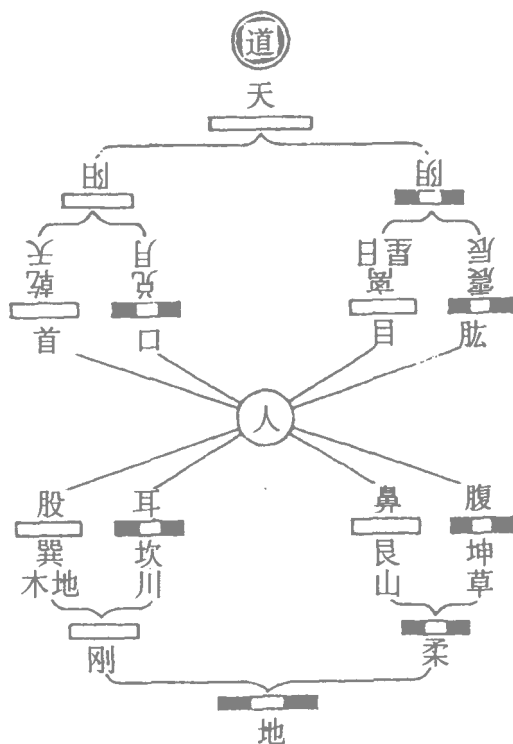 道
天
阳 阴
天 月 日星 辰
乾 兑 离 震
首 口 目 肱
人
股 耳 鼻 腹
巽 坎 艮 坤
木地 川 山 草
刚 柔
地